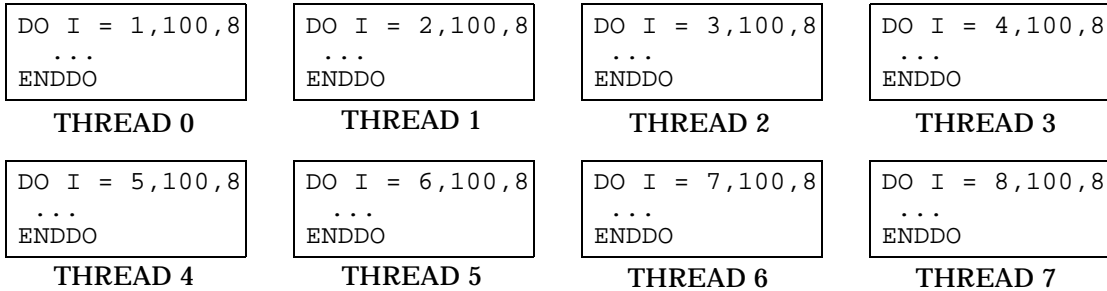 DO I = 1,100,8
...
ENDDO
THREAD 0
DO I = 2,100,8
...
ENDDO
THREAD 1
DO I = 3,100,8
...
ENDDO
THREAD 2
DO I = 4,100,8
...
ENDDO
THREAD 3
DO I = 5,100,8
...
ENDDO
THREAD 4
DO I = 6,100,8
...
ENDDO
THREAD 5
DO I = 7,100,8
...
ENDDO
THREAD 6
DO I = 8,100,8
...
ENDDO
THREAD 7